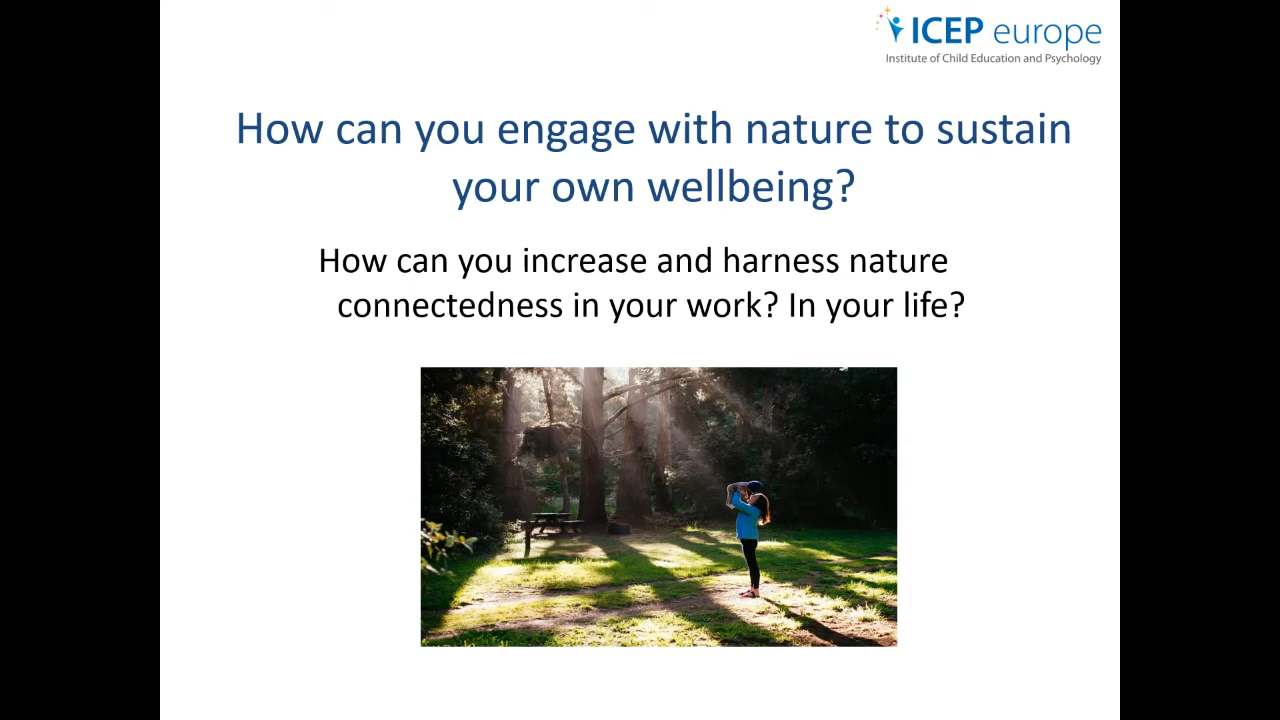 ICEP europe
Institute of Child Education and Psychology
How can you engage with nature to sustain
your own wellbeing?
How can you increase and harness nature
connectedness in your work? In your life?